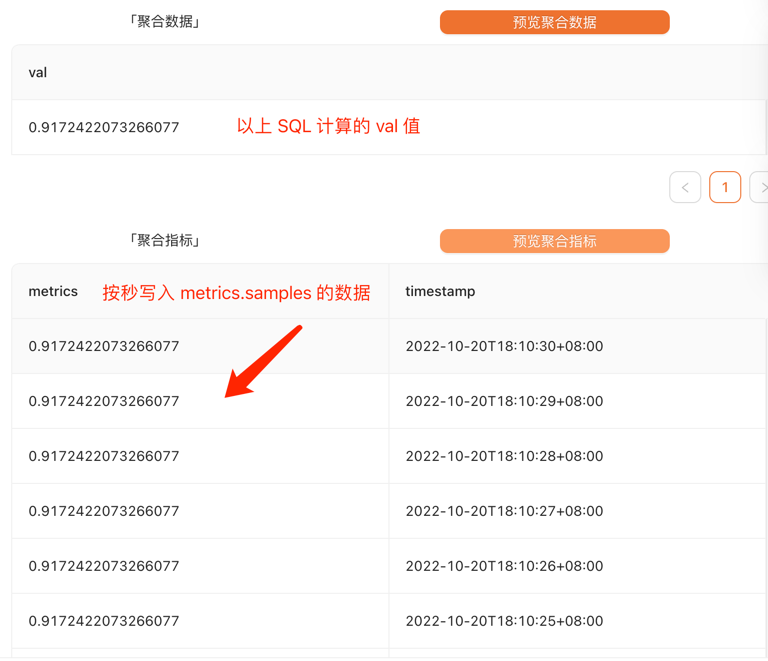 「聚合数据」 预览聚合数据
val
0.9172422073266077 以上 SQL 计算的 val 值
< 1 >
「聚合指标」 预览聚合指标
metrics 按秒写入 metrics.samples 的数据 timestamp
0.9172422073266077 2022-10-20T18:10:30+08:00
0.9172422073266077 2022-10-20T18:10:29+08:00
0.9172422073266077 2022-10-20T18:10:28+08:00
0.9172422073266077 2022-10-20T18:10:27+08:00
0.9172422073266077 2022-10-20T18:10:26+08:00
0.9172422073266077 2022-10-20T18:10:25+08:00